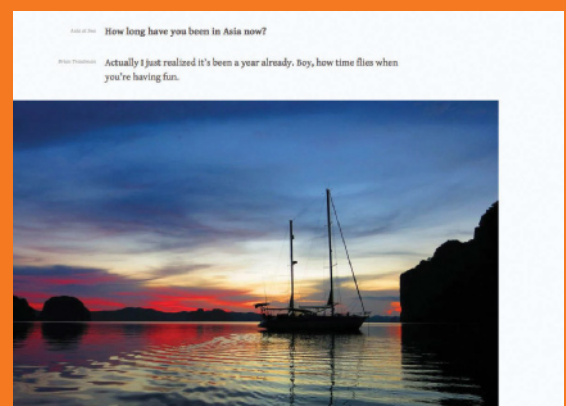 How long have you been in Asia now?
Actually I just realized it's been a year already. Boy, how time flies when
you're having fun.